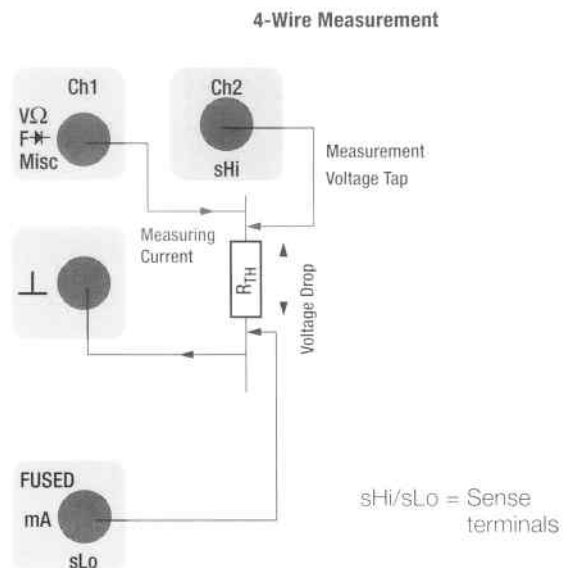 4-Wire Measurement
Ch1
VΩ
F
Misc
Ch2
sHi
Measurement
Voltage Tap
Measuring
Current
RTH
Voltage Drop
⊥
FUSED
mA
sLo
sHi/sLo = Sense
terminals